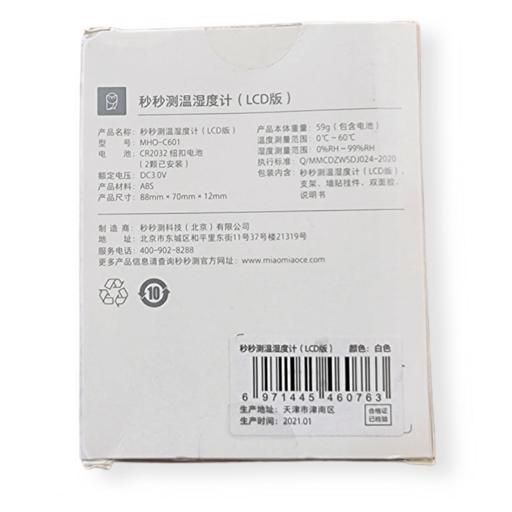 秒秒测温湿度计(LCD版)
产品名称: 秒秒测温湿度计(LCD版)
型 号: MHO-C601
电 池: CR2032 纽扣电池
(2颗已安装)
额定电压: DC3.0V
产品材料: ABS
产品尺寸: 88mm×70mm×12mm
产品本体重量: 59g(包含电池)
温度测量范围: 0℃~60℃
湿度测量范围: 0%RH~99%RH
执行标准: Q/MMCDZW5DJ024-2020
包装内含: 秒秒测温湿度计(LCD版)、
支架、墙贴挂件、双面胶、
说明书
制 造 商: 秒秒测科技(北京)有限公司
地 址: 北京市东城区和平里东街11号37号楼21319号
服务电话: 400-902-8288
更多产品信息请查询秒秒测官方网址: www.miaomiaoce.com
10
秒秒测温湿度计(LCD版) 颜色: 白色
6 971445 460763
生产地址: 天津市津南区
生产时间: 2021.01
合格证
已检验